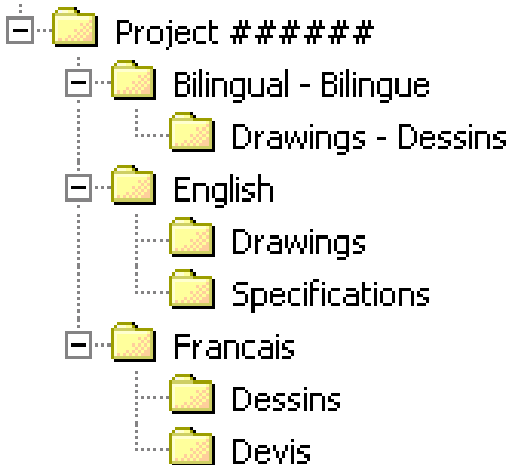 Project ######
Bilingual - Bilingue
Drawings - Dessins
English
Drawings
Specifications
Francais
Dessins
Devis